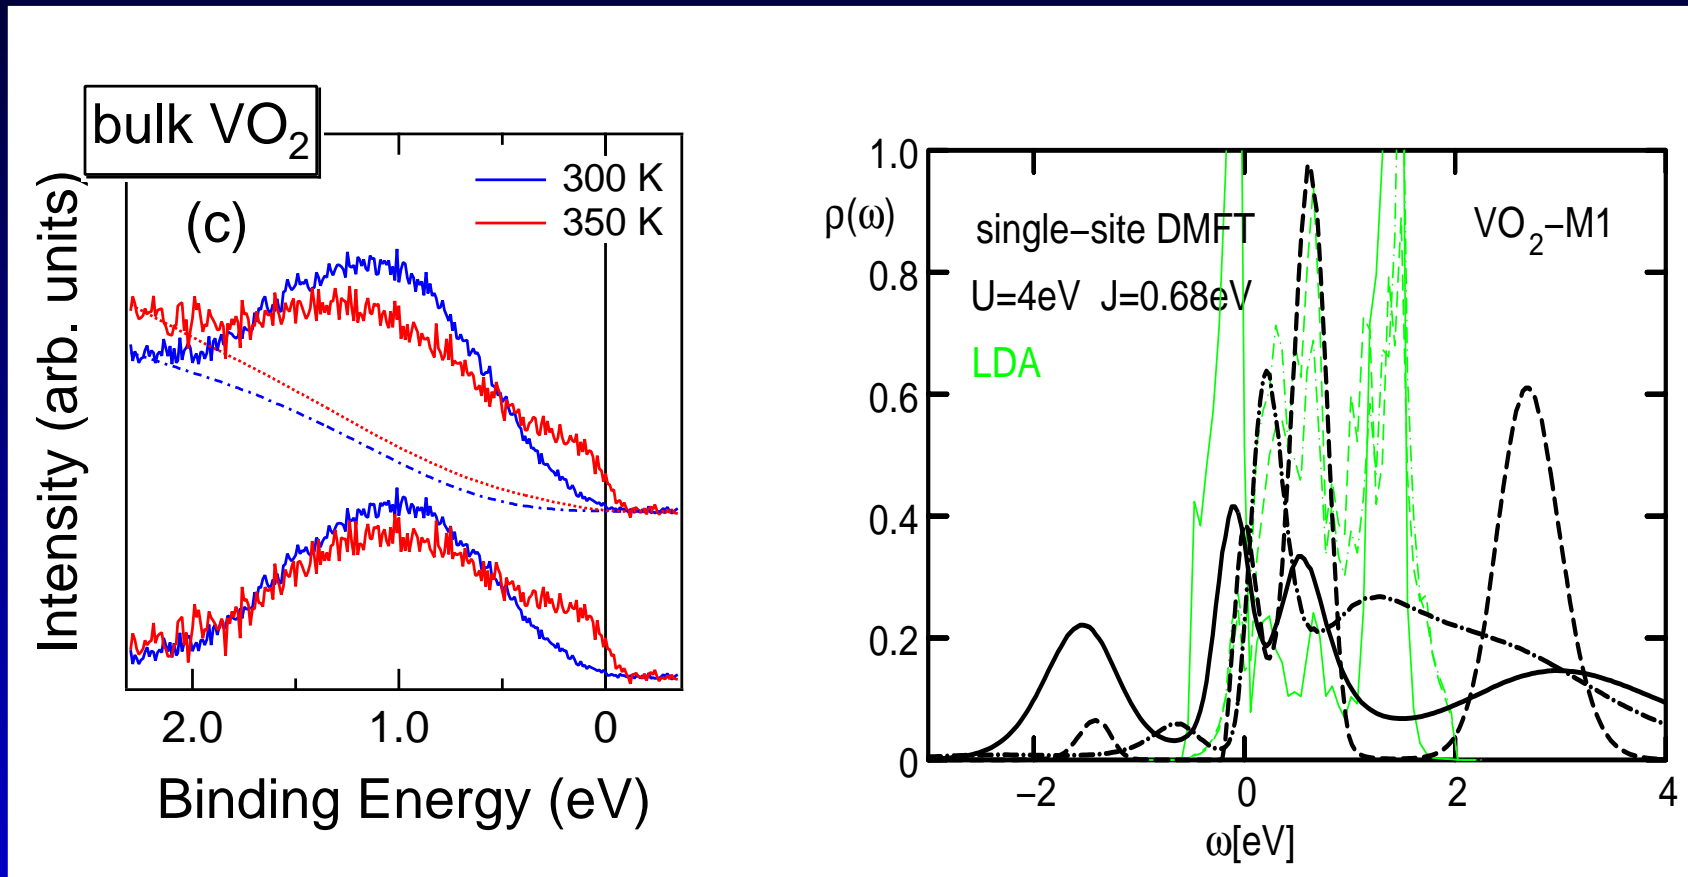 bulk VO₂
(c)
300 K
350 K
Intensity (arb. units)
2.0 1.0 0
Binding Energy (eV)
ρ(ω)
1.0
0.8
0.6
0.4
0.2
0
single−site DMFT
U=4eV J=0.68eV
LDA
VO₂−M1
−2 0 2 4
ω[eV]